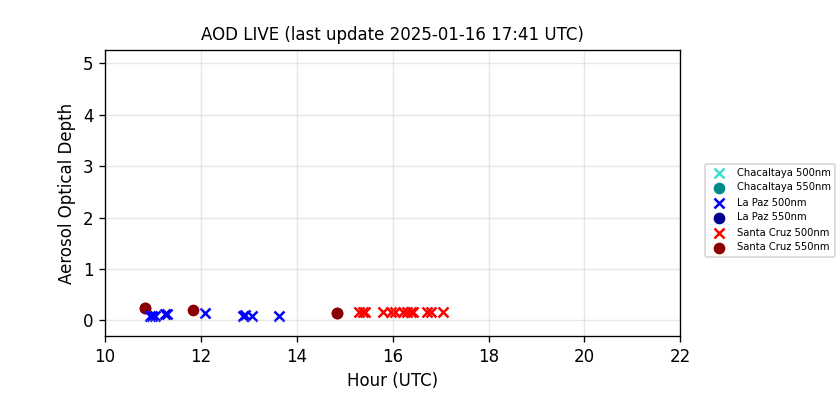 AOD LIVE (last update 2025-01-16 17:41 UTC)
Aerosol Optical Depth
5
4
3
2
1
0
10 12 14 16 18 20 22
Hour (UTC)
Chacaltaya 500nm
Chacaltaya 550nm
La Paz 500nm
La Paz 550nm
Santa Cruz 500nm
Santa Cruz 550nm